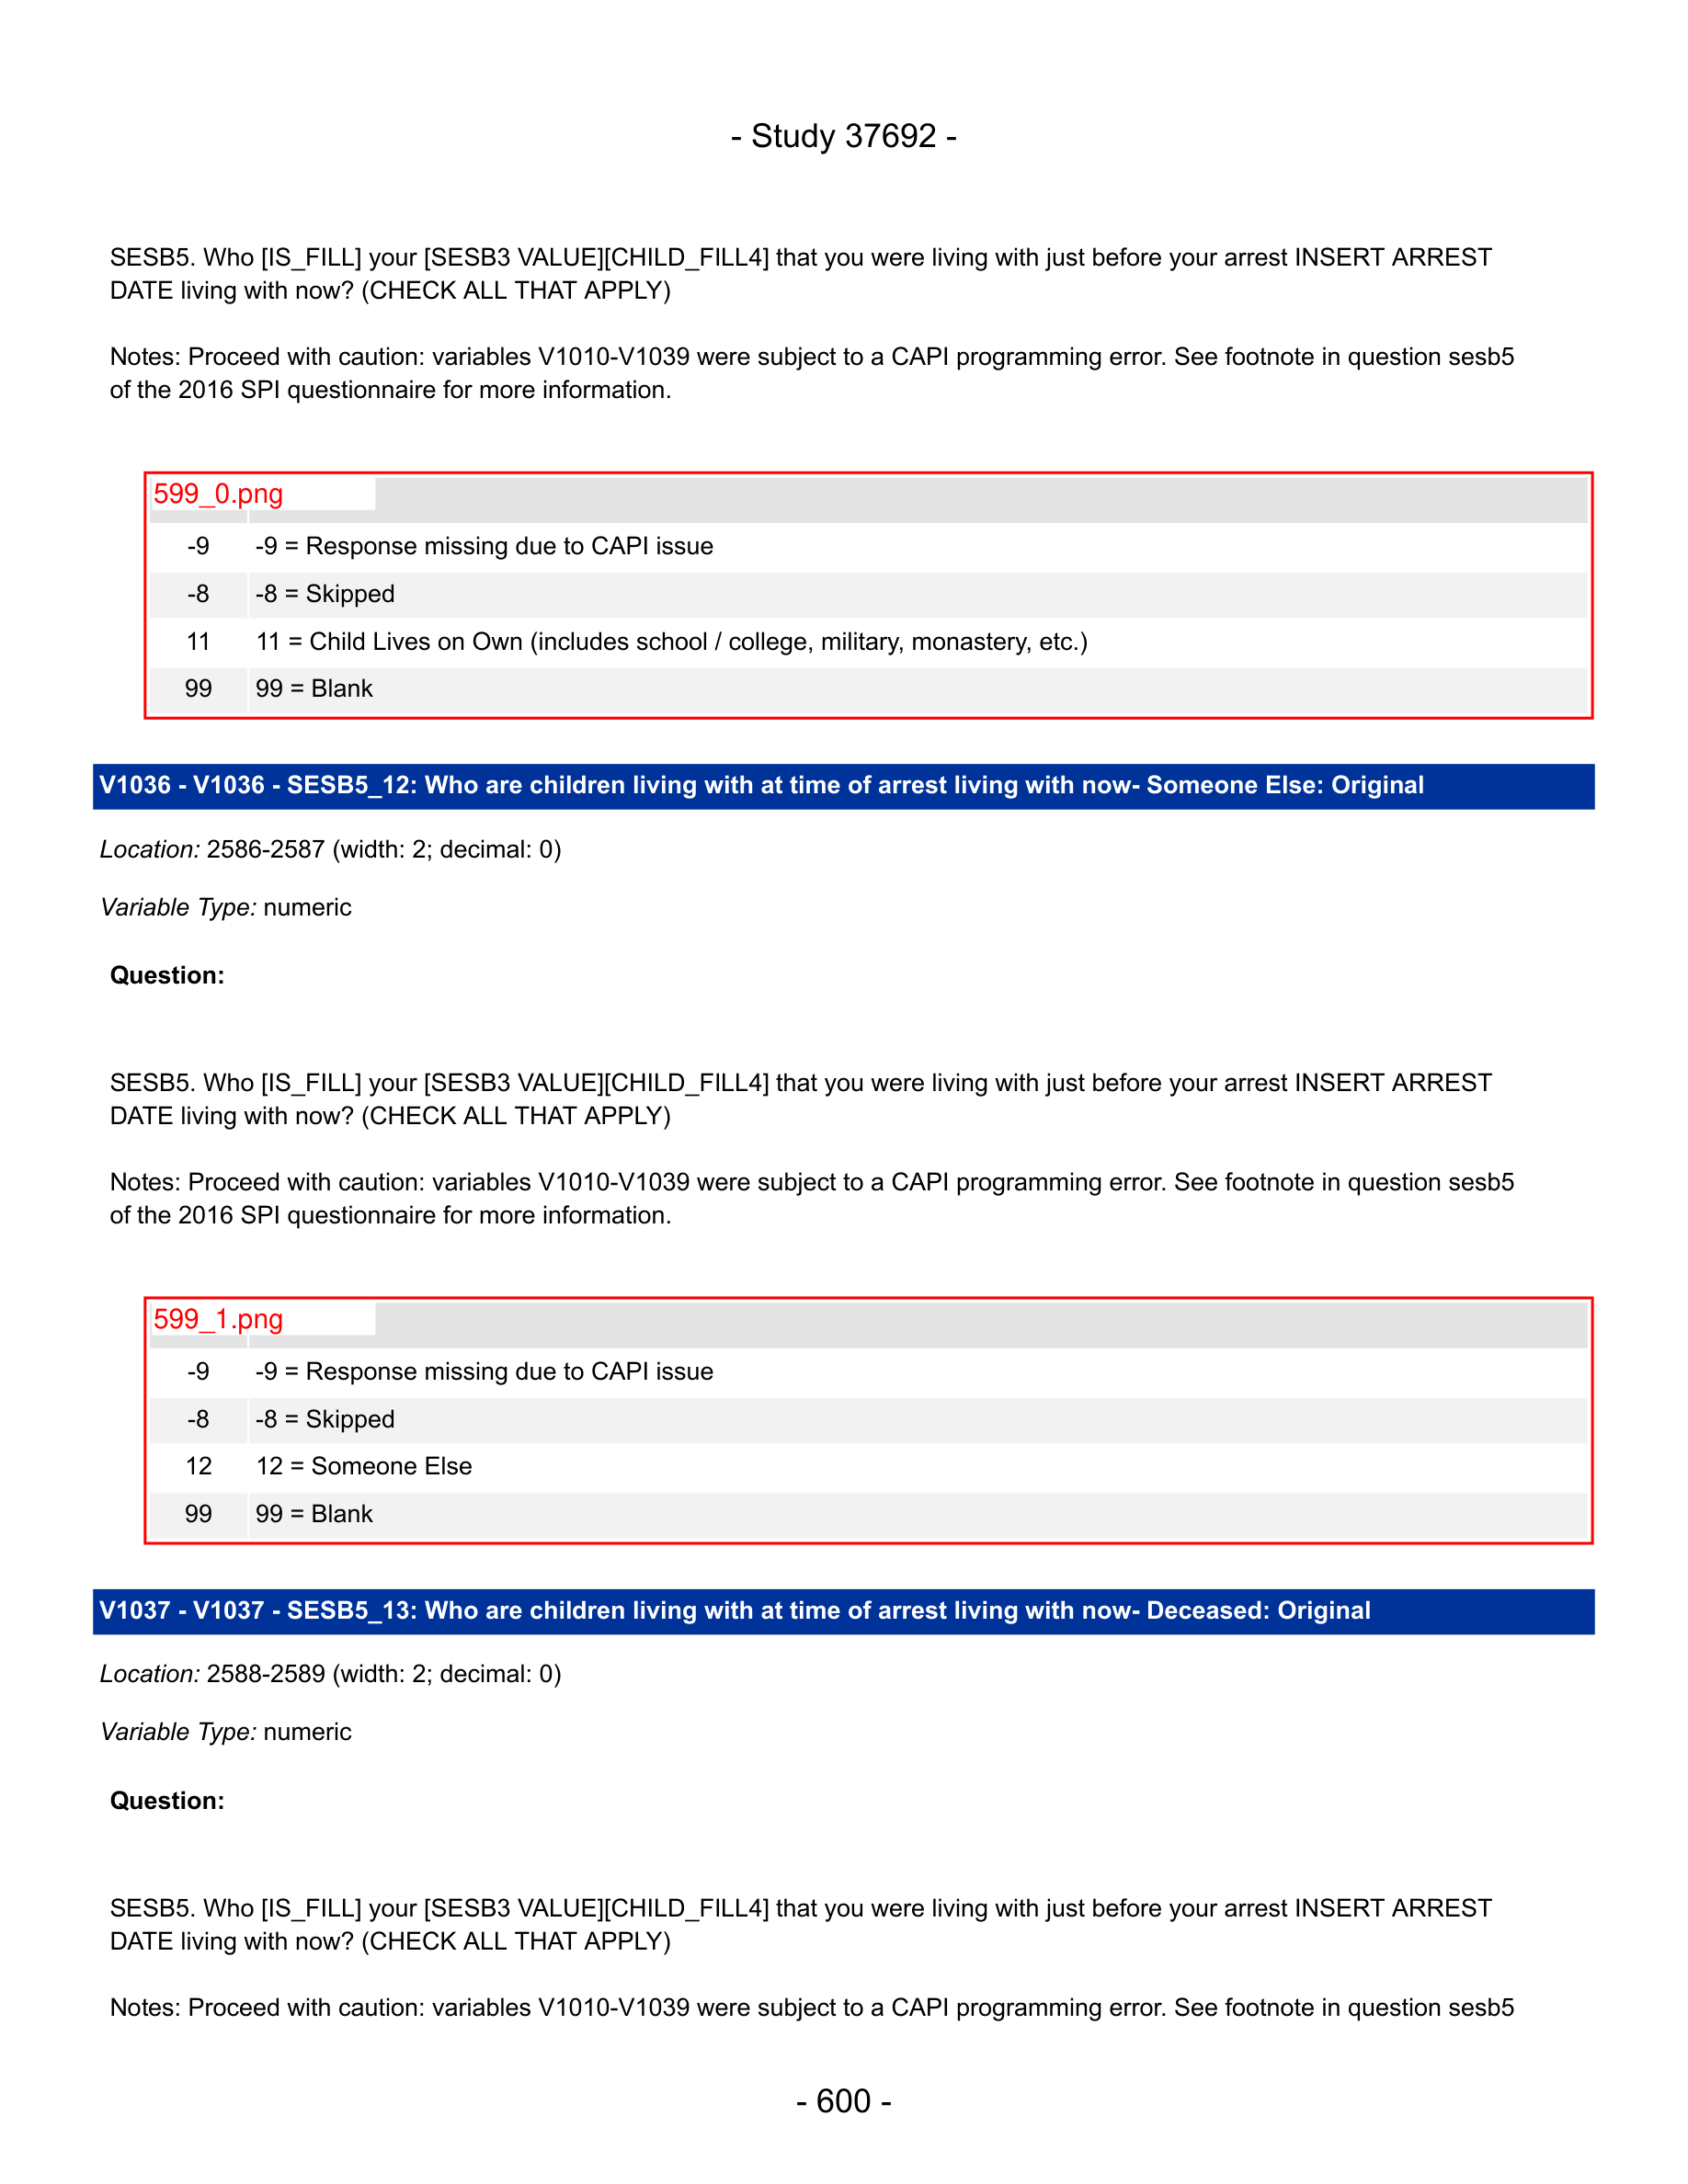 - Study 37692 -
SESB5. Who [IS_FILL] your [SESB3 VALUE][CHILD_FILL4] that you were living with just before your arrest INSERT ARREST
DATE living with now? (CHECK ALL THAT APPLY)
Notes: Proceed with caution: variables V1010-V1039 were subject to a CAPI programming error. See footnote in question sesb5
of the 2016 SPI questionnaire for more information.
599_0.png
-9 -9 = Response missing due to CAPI issue
-8 -8 = Skipped
11 11 = Child Lives on Own (includes school / college, military, monastery, etc.)
99 99 = Blank
V1036 - V1036 - SESB5_12: Who are children living with at time of arrest living with now- Someone Else: Original
Location: 2586-2587 (width: 2; decimal: 0)
Variable Type: numeric
Question:
SESB5. Who [IS_FILL] your [SESB3 VALUE][CHILD_FILL4] that you were living with just before your arrest INSERT ARREST
DATE living with now? (CHECK ALL THAT APPLY)
Notes: Proceed with caution: variables V1010-V1039 were subject to a CAPI programming error. See footnote in question sesb5
of the 2016 SPI questionnaire for more information.
599_1.png
-9 -9 = Response missing due to CAPI issue
-8 -8 = Skipped
12 12 = Someone Else
99 99 = Blank
V1037 - V1037 - SESB5_13: Who are children living with at time of arrest living with now- Deceased: Original
Location: 2588-2589 (width: 2; decimal: 0)
Variable Type: numeric
Question:
SESB5. Who [IS_FILL] your [SESB3 VALUE][CHILD_FILL4] that you were living with just before your arrest INSERT ARREST
DATE living with now? (CHECK ALL THAT APPLY)
Notes: Proceed with caution: variables V1010-V1039 were subject to a CAPI programming error. See footnote in question sesb5
- 600 -